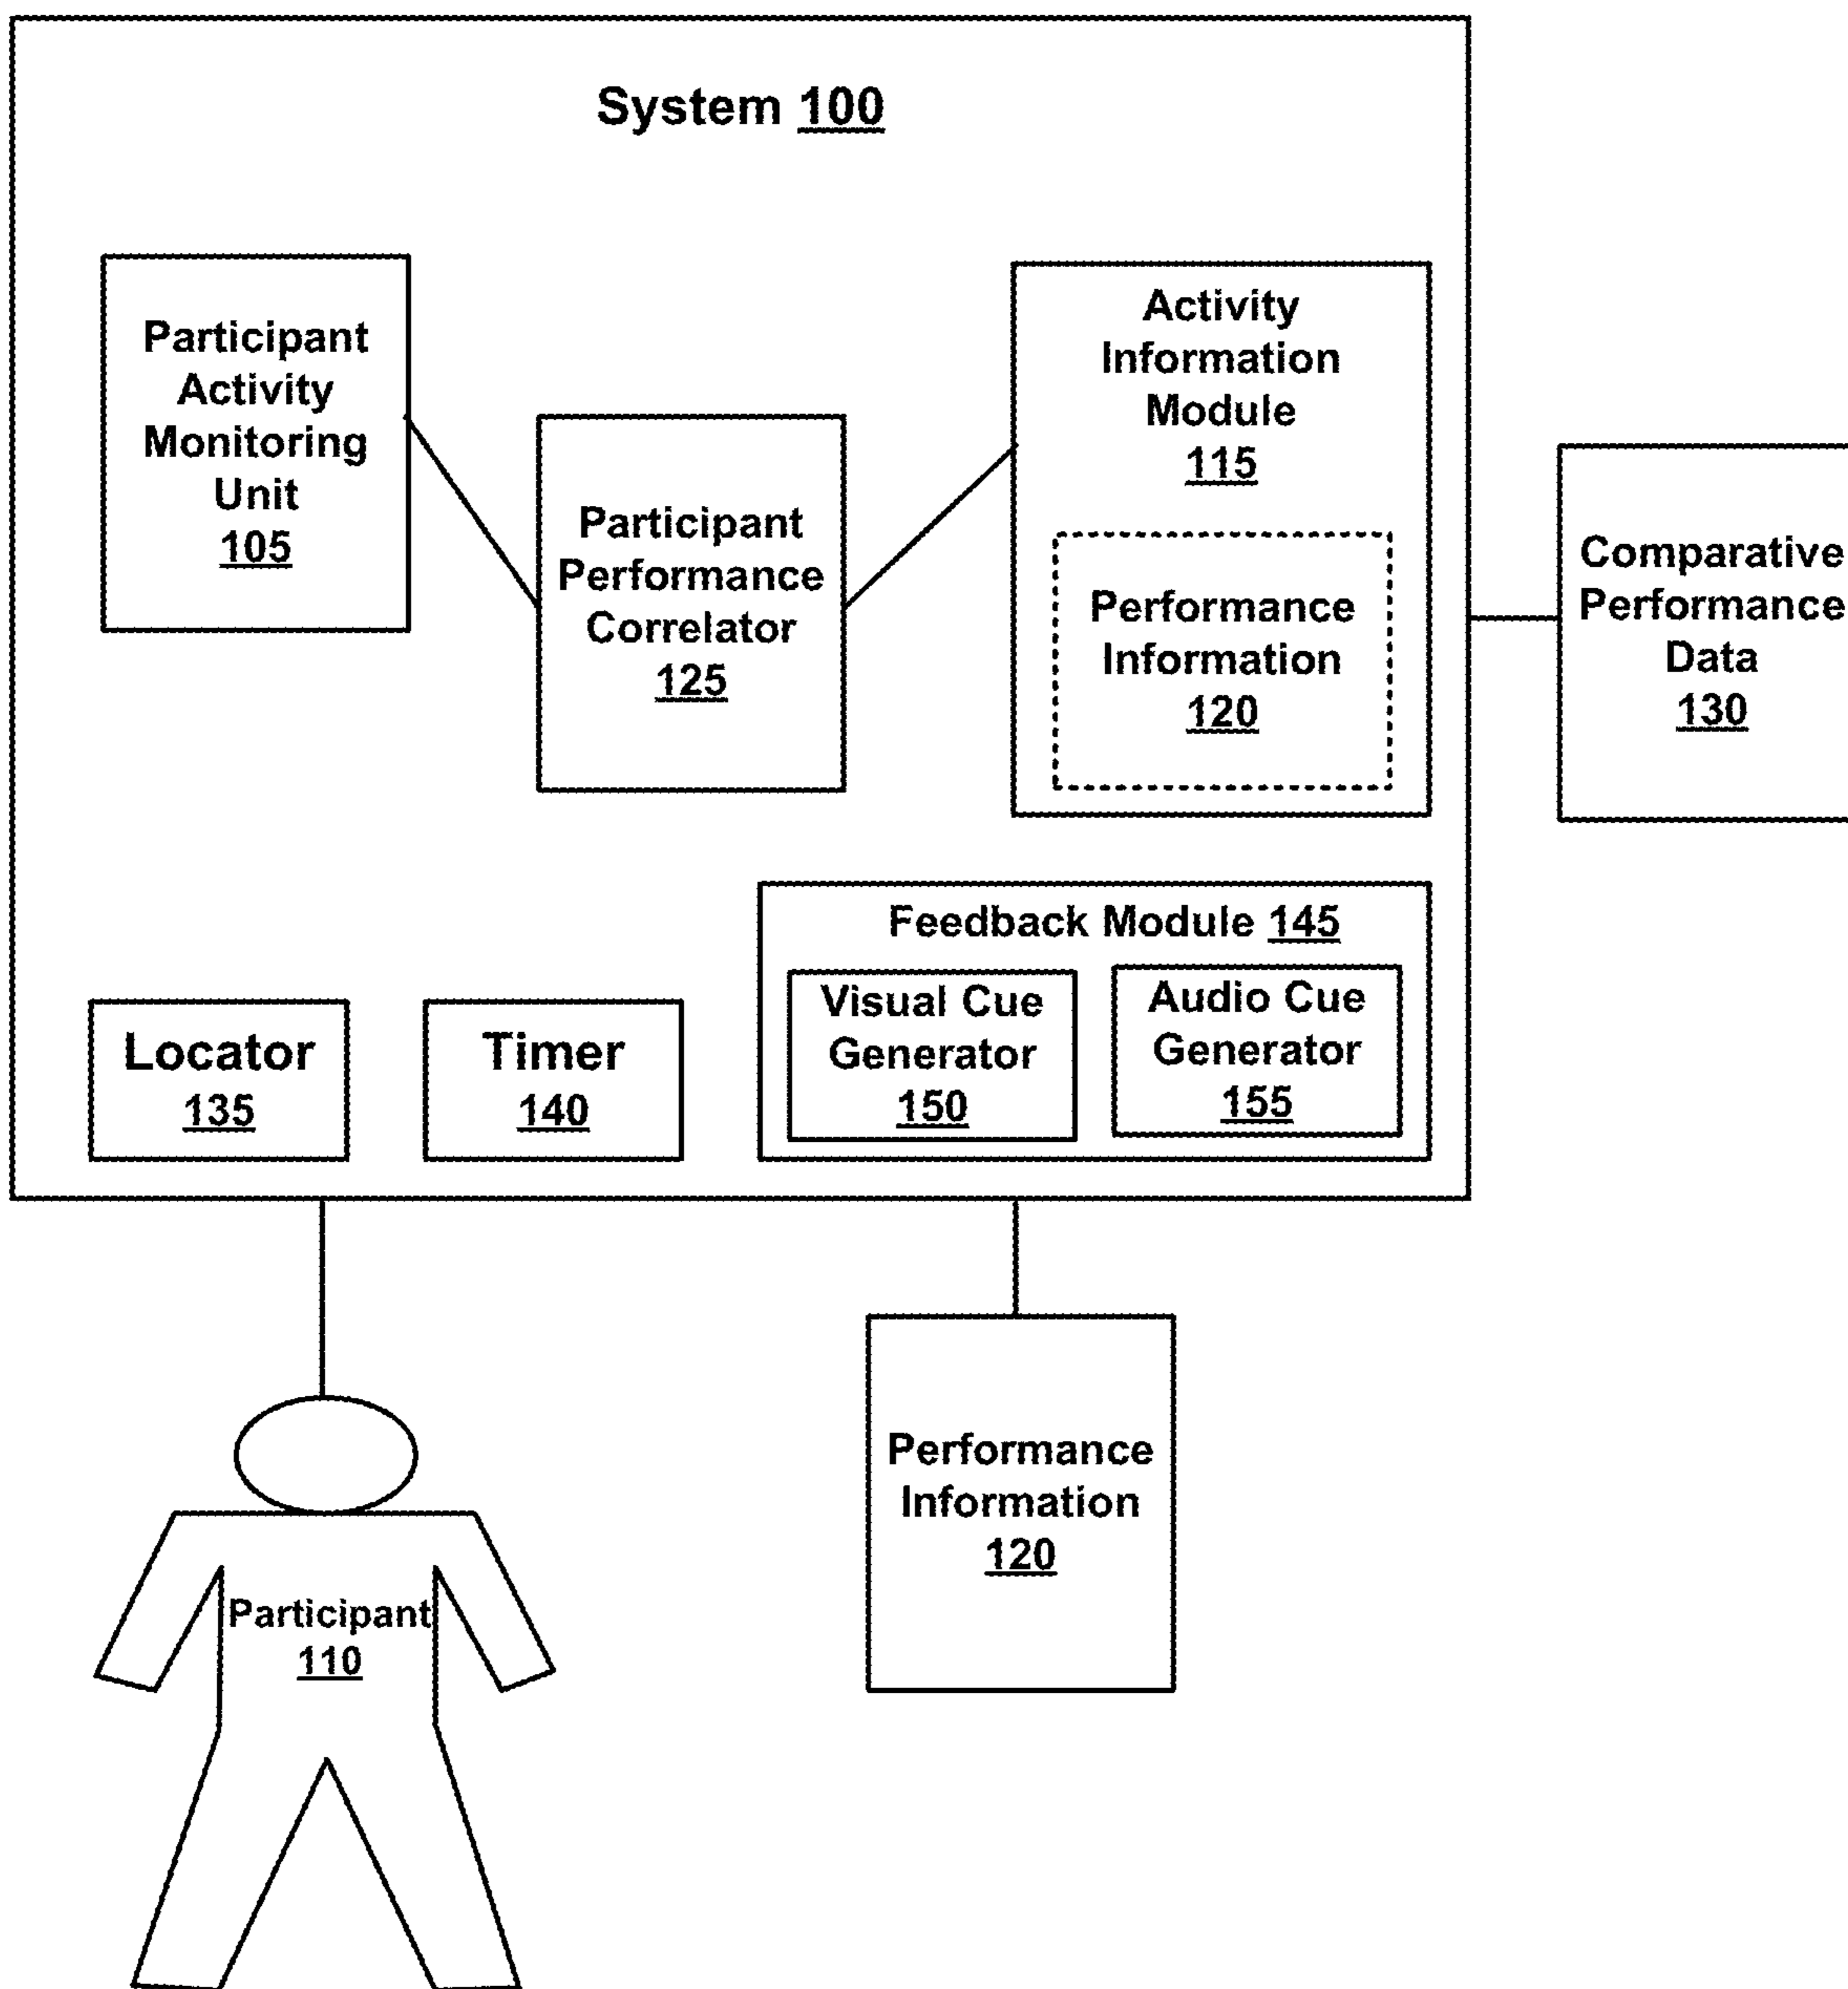 System 100
Participant
Activity
Monitoring
Unit
105
Participant
Performance
Correlator
125
Activity
Information
Module
115
Performance
Information
120
Comparative
Performance
Data
130
Locator
135
Timer
140
Feedback Module 145
Visual Cue
Generator
150
Audio Cue
Generator
155
Participant
110
Performance
Information
120